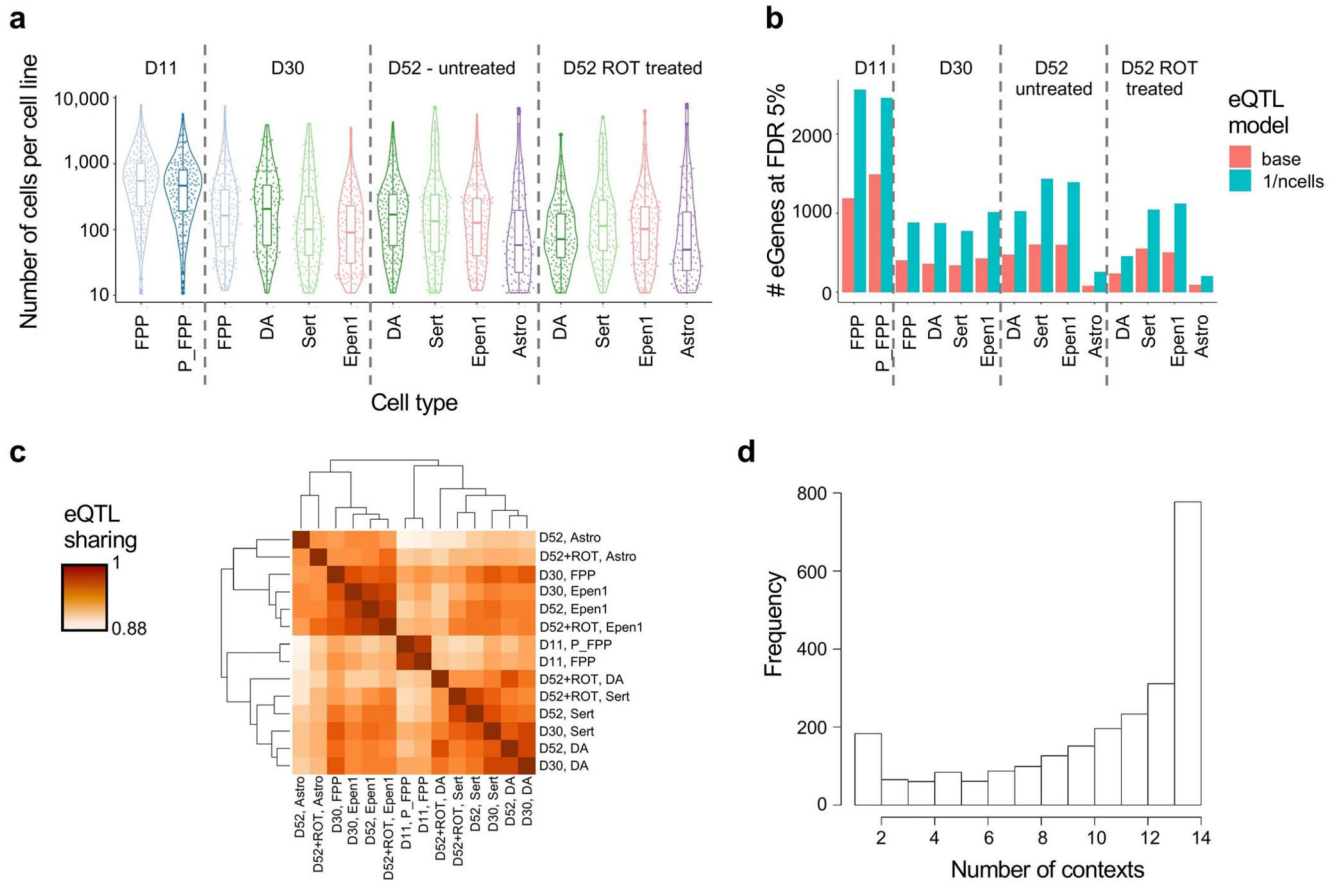 a
D11
D30
D52 - untreated
D52 ROT treated
Number of cells per cell line
10,000
1,000
100
10
FPP
P_FPP
FPP
DA
Sert
Epen1
DA
Sert
Epen1
Astro
DA
Sert
Epen1
Astro
Cell type
b
D11
D30
D52
untreated
D52 ROT
treated
# eGenes at FDR 5%
2000
1000
0
FPP
P_FPP
FPP
DA
Sert
Epen1
DA
Sert
Epen1
Astro
DA
Sert
Epen1
Astro
eQTL
model
base
1/ncells
c
eQTL
sharing
1
0.88
D52, Astro
D52+ROT, Astro
D30, FPP
D30, Epen1
D52, Epen1
D52+ROT, Epen1
D11, P_FPP
D11, FPP
D52+ROT, DA
D52+ROT, Sert
D52, Sert
D30, Sert
D52, DA
D30, DA
D52, Astro
D52+ROT, Astro
D30, FPP
D30, Epen1
D52, Epen1
D52+ROT, Epen1
D11, P_FPP
D11, FPP
D52+ROT, DA
D52+ROT, Sert
D52, Sert
D30, Sert
D52, DA
D30, DA
d
Frequency
800
600
400
200
0
2
4
6
8
10
12
14
Number of contexts